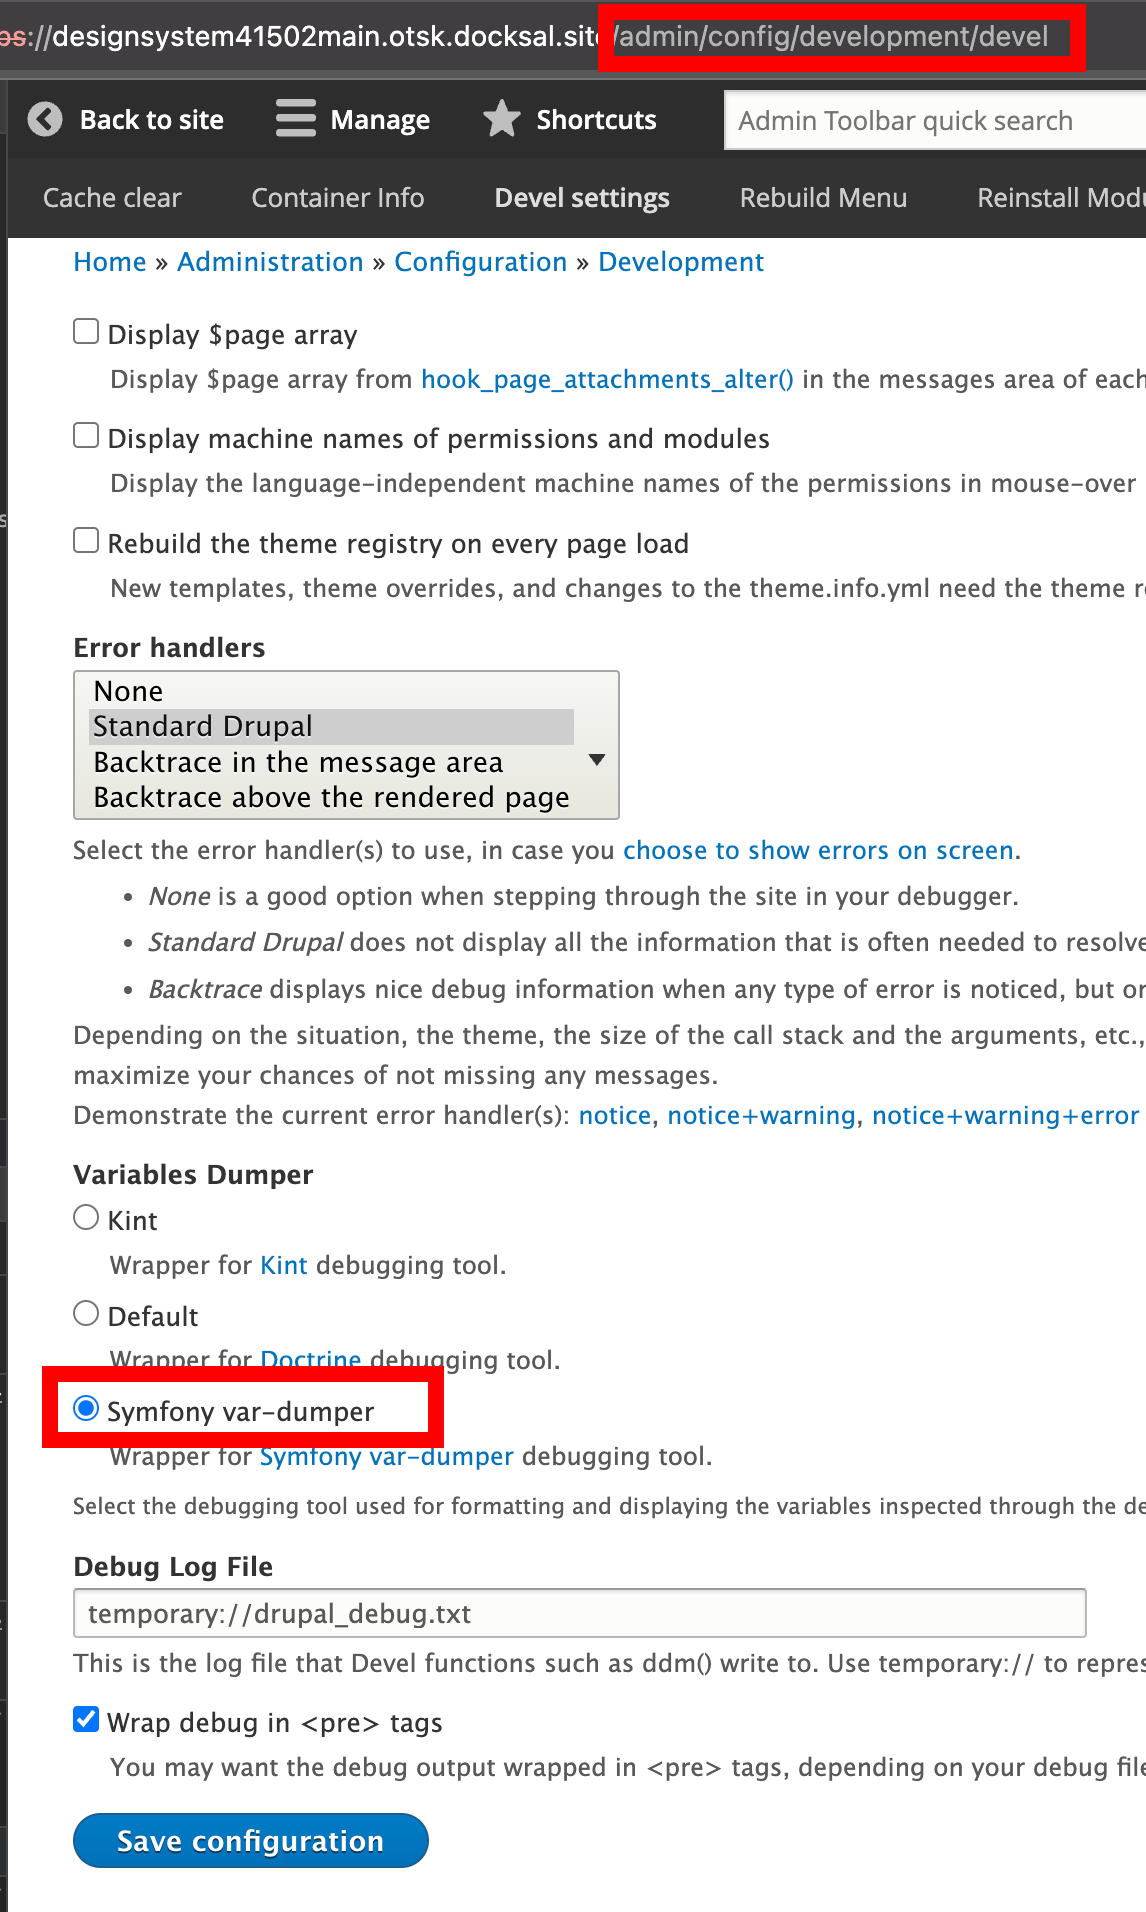 ://designsystem41502main.otsk.docksal.site/admin/config/development/devel
Back to site Manage Shortcuts Admin Toolbar quick search
Cache clear Container Info Devel settings Rebuild Menu Reinstall
Home » Administration » Configuration » Development
Display $page array
Display $page array from hook_page_attachments_alter() in the messages area of each
Display machine names of permissions and modules
Display the language-independent machine names of the permissions in mouse-over
Rebuild the theme registry on every page load
New templates, theme overrides, and changes to the theme.info.yml need the theme
Error handlers
None
Standard Drupal
Backtrace in the message area
Backtrace above the rendered page
Select the error handler(s) to use, in case you choose to show errors on screen.
• None is a good option when stepping through the site in your debugger.
• Standard Drupal does not display all the information that is often needed to resolve
• Backtrace displays nice debug information when any type of error is noticed, but
Depending on the situation, the theme, the size of the call stack and the arguments, etc.,
maximize your chances of not missing any messages.
Demonstrate the current error handler(s): notice, notice+warning, notice+warning+error
Variables Dumper
Kint
Wrapper for Kint debugging tool.
Default
Wrapper for Doctrine debugging tool.
Symfony var-dumper
Wrapper for Symfony var-dumper debugging tool.
Select the debugging tool used for formatting and displaying the variables inspected through the
Debug Log File
temporary://drupal_debug.txt
This is the log file that Devel functions such as ddm() write to. Use temporary:// to
Wrap debug in <pre> tags
You may want the debug output wrapped in <pre> tags, depending on your debug file
Save configuration